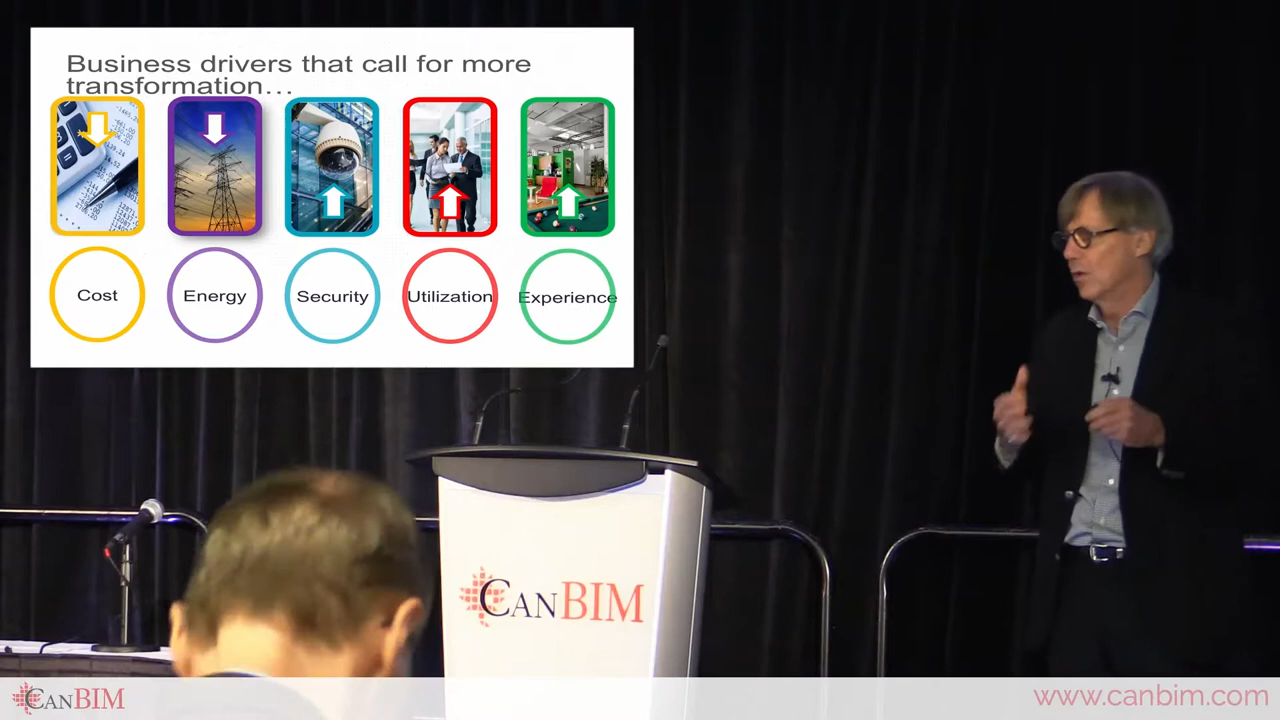 Business drivers that call for more
transformation…
Cost
Energy
Security
Utilization
Experience
CanBIM
CanBIM
www.canbim.com